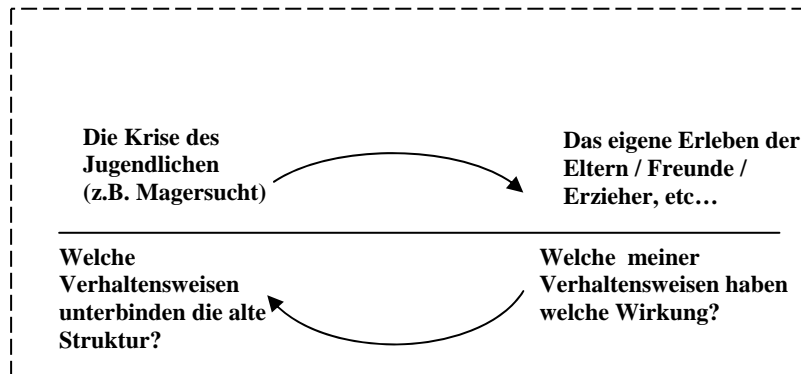 Die Krise des
Jugendlichen
(z.B. Magersucht)
Das eigene Erleben der
Eltern / Freunde /
Erzieher, etc…
Welche
Verhaltensweisen
unterbinden die alte
Struktur?
Welche meiner
Verhaltensweisen haben
welche Wirkung?